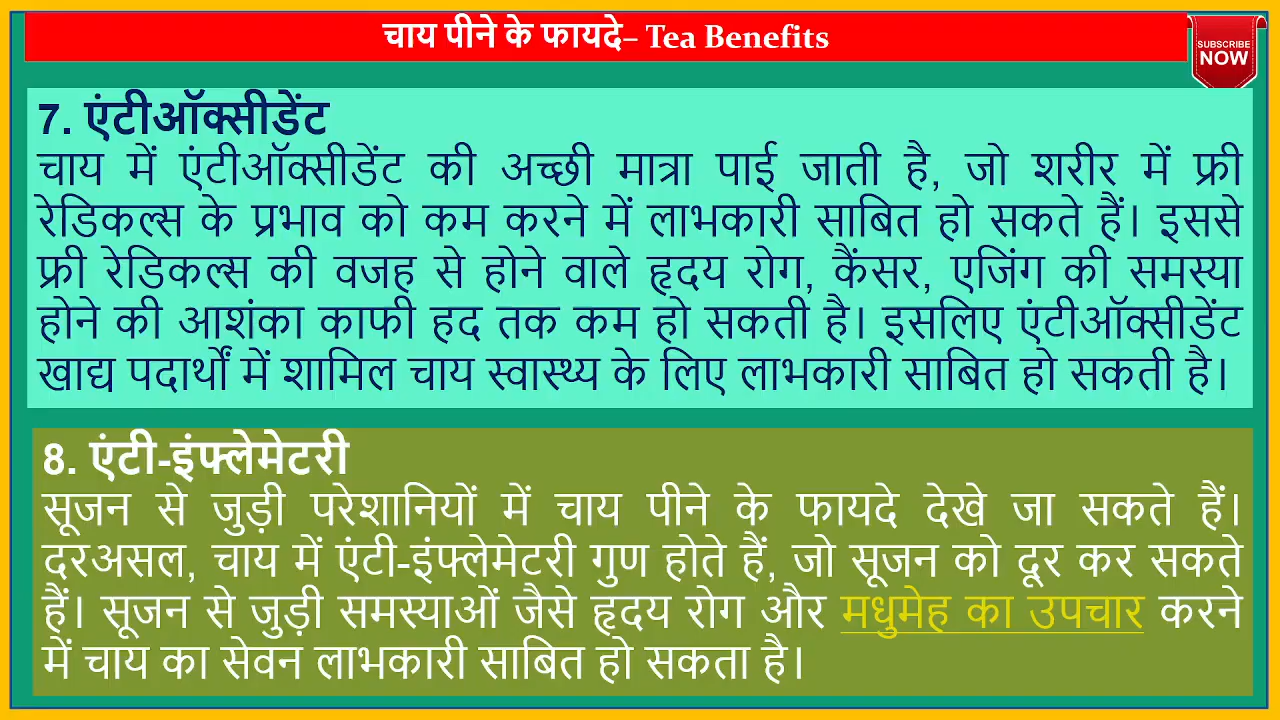 चाय पीने के फायदे– Tea Benefits
SUBSCRIBE
NOW
7. एंटीऑक्सीडेंट
चाय में एंटीऑक्सीडेंट की अच्छी मात्रा पाई जाती है, जो शरीर में फ्री
रेडिकल्स के प्रभाव को कम करने में लाभकारी साबित हो सकते हैं। इससे
फ्री रेडिकल्स की वजह से होने वाले हृदय रोग, कैंसर, एजिंग की समस्या
होने की आशंका काफी हद तक कम हो सकती है। इसलिए एंटीऑक्सीडेंट
खाद्य पदार्थों में शामिल चाय स्वास्थ्य के लिए लाभकारी साबित हो सकती है।
8. एंटी-इंफ्लेमेटरी
सूजन से जुड़ी परेशानियों में चाय पीने के फायदे देखे जा सकते हैं।
दरअसल, चाय में एंटी-इंफ्लेमेटरी गुण होते हैं, जो सूजन को दूर कर सकते
हैं। सूजन से जुड़ी समस्याओं जैसे हृदय रोग और मधुमेह का उपचार करने
में चाय का सेवन लाभकारी साबित हो सकता है।